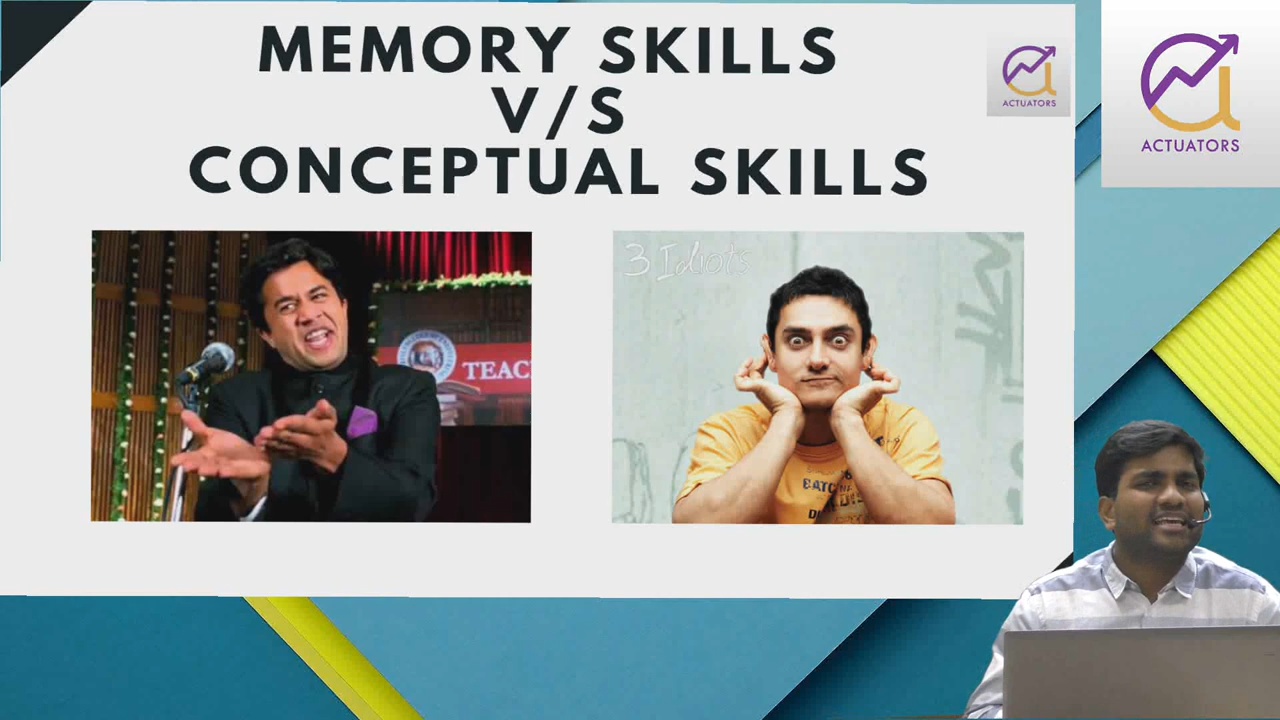 MEMORY SKILLS
V/S
CONCEPTUAL SKILLS
ACTUATORS
ACTUATORS
3 Idiots
TEAC